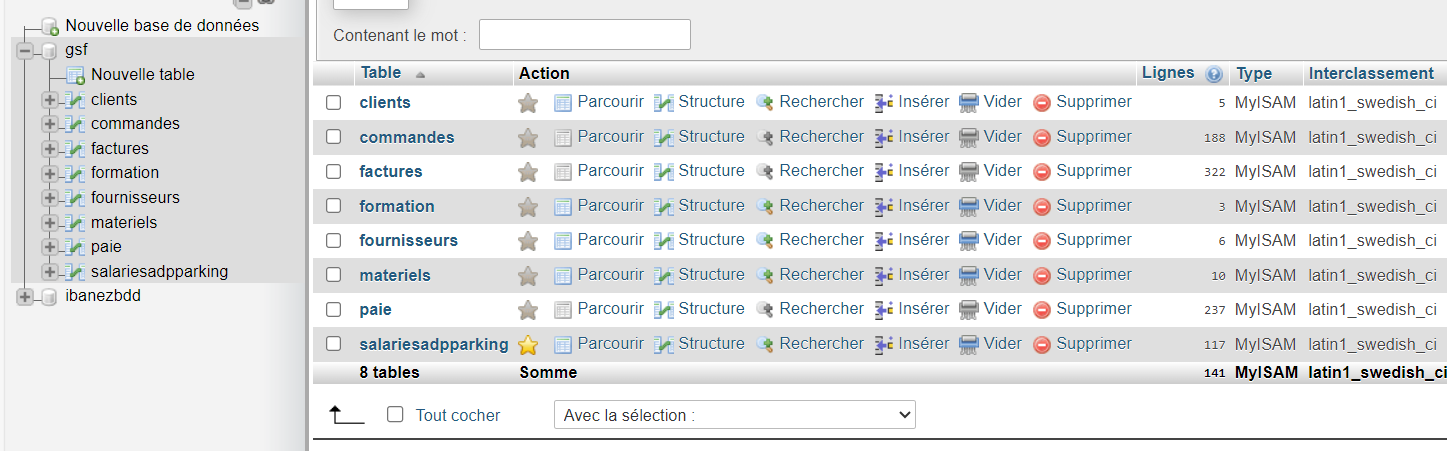 Nouvelle base de données
gsf
Nouvelle table
clients
commandes
factures
formation
fournisseurs
materiels
paie
salariesadpparking
ibanezbdd
Contenant le mot :
Table Action Lignes Type Interclassement
clients Parcourir Structure Rechercher Insérer Vider Supprimer 5 MyISAM latin1_swedish_ci
commandes Parcourir Structure Rechercher Insérer Vider Supprimer 188 MyISAM latin1_swedish_ci
factures Parcourir Structure Rechercher Insérer Vider Supprimer 322 MyISAM latin1_swedish_ci
formation Parcourir Structure Rechercher Insérer Vider Supprimer 3 MyISAM latin1_swedish_ci
fournisseurs Parcourir Structure Rechercher Insérer Vider Supprimer 6 MyISAM latin1_swedish_ci
materiels Parcourir Structure Rechercher Insérer Vider Supprimer 10 MyISAM latin1_swedish_ci
paie Parcourir Structure Rechercher Insérer Vider Supprimer 237 MyISAM latin1_swedish_ci
salariesadpparking Parcourir Structure Rechercher Insérer Vider Supprimer 117 MyISAM latin1_swedish_ci
8 tables Somme 141 MyISAM latin1_swedish_ci
Tout cocher Avec la sélection :